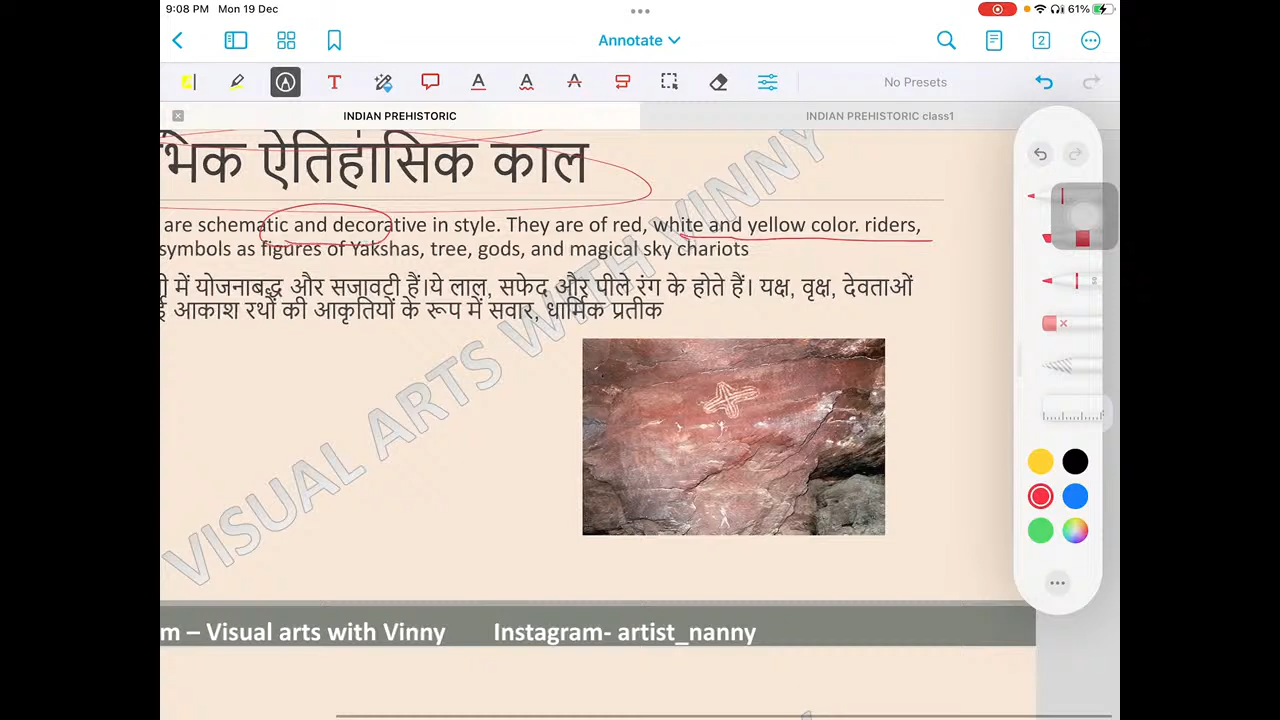 9:08 PM Mon 19 Dec
61%
Annotate
2
T
A
A
A
No Presets
INDIAN PREHISTORIC
INDIAN PREHISTORIC class1
भिक ऐतिहासिक काल
are schematic and decorative in style. They are of red, white and yellow color. riders,
symbols as figures of Yakshas, tree, gods, and magical sky chariots
में योजनाबद्ध और सजावटी हैं।ये लाल, सफेद और पीले रंग के होते हैं। यक्ष, वृक्ष, देवताओं
आकाश रथों की आकृतियों के रूप में सवार, धार्मिक प्रतीक
VISUAL ARTS WITH VINNY
m – Visual arts with Vinny Instagram- artist_nanny